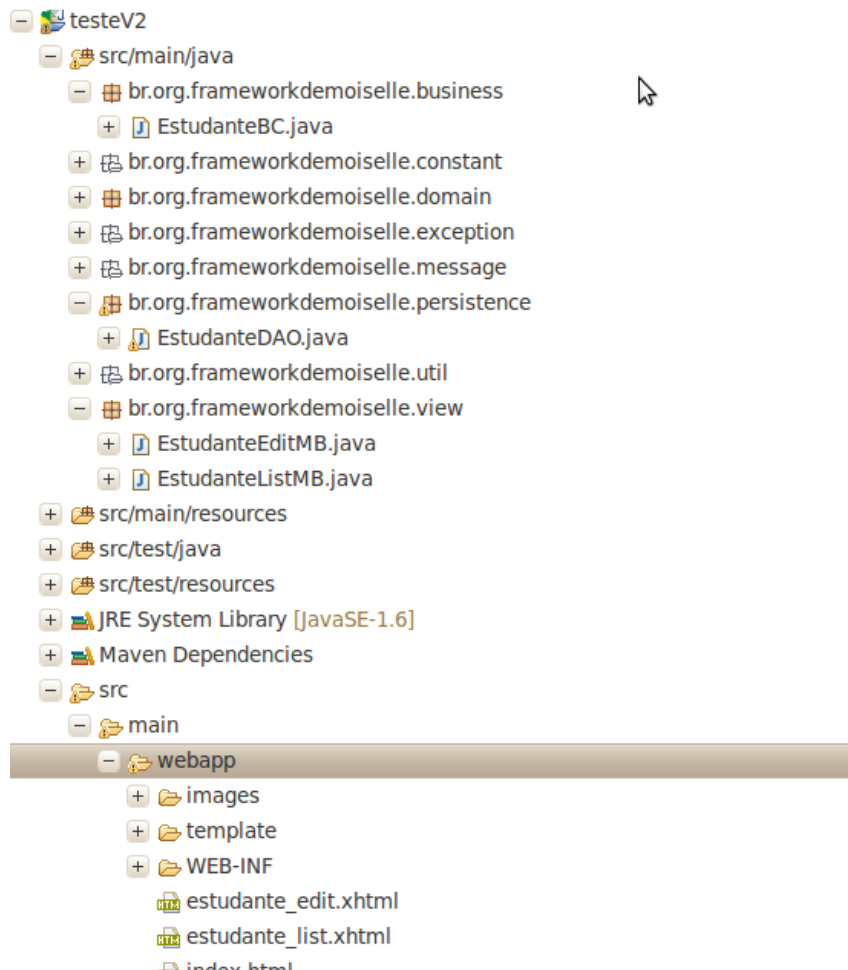 testeV2
src/main/java
br.org.frameworkdemoiselle.business
EstudanteBC.java
br.org.frameworkdemoiselle.constant
br.org.frameworkdemoiselle.domain
br.org.frameworkdemoiselle.exception
br.org.frameworkdemoiselle.message
br.org.frameworkdemoiselle.persistence
EstudanteDAO.java
br.org.frameworkdemoiselle.util
br.org.frameworkdemoiselle.view
EstudanteEditMB.java
EstudanteListMB.java
src/main/resources
src/test/java
src/test/resources
JRE System Library [JavaSE-1.6]
Maven Dependencies
src
main
webapp
images
template
WEB-INF
estudante_edit.xhtml
estudante_list.xhtml
index.html